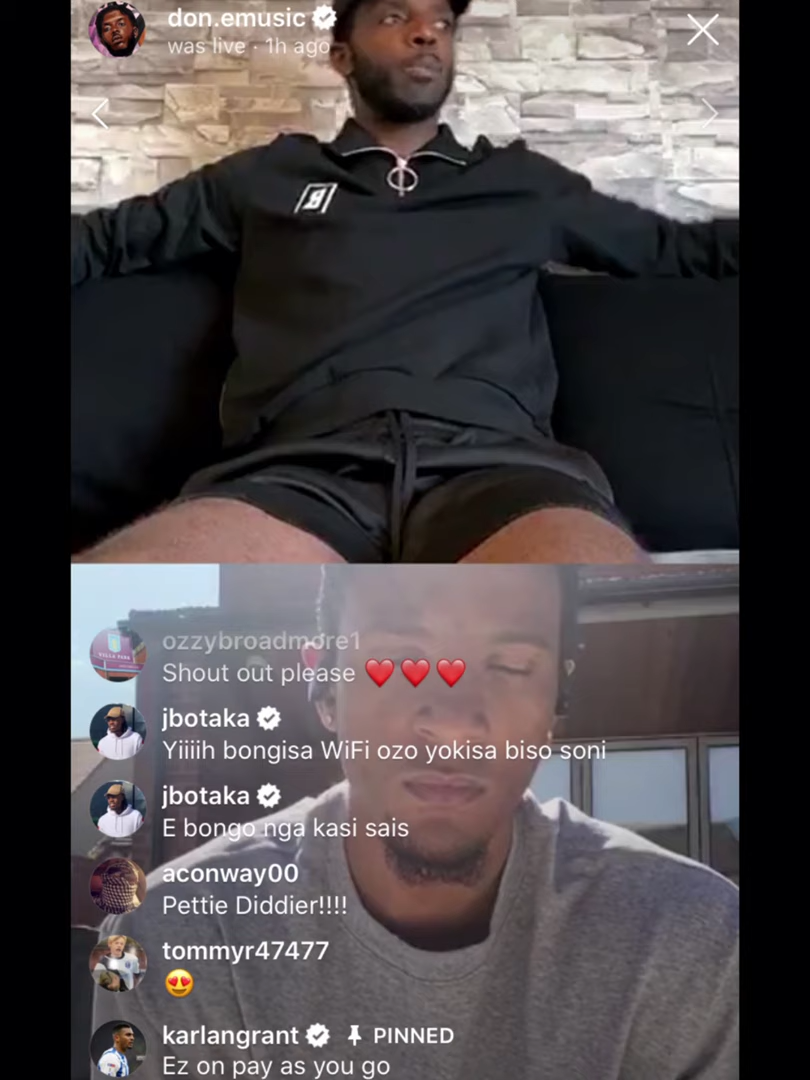 don.emusic
was live · 1h ago
ozzybroadmore1
Shout out please ❤️❤️❤️
jbotaka
Yiiiih bongisa WiFi ozo yokisa biso soni
jbotaka
E bongo nga kasi sais
aconway00
Pettie Diddier!!!!
tommyr47477
😍
karlangrant PINNED
Ez on pay as you go